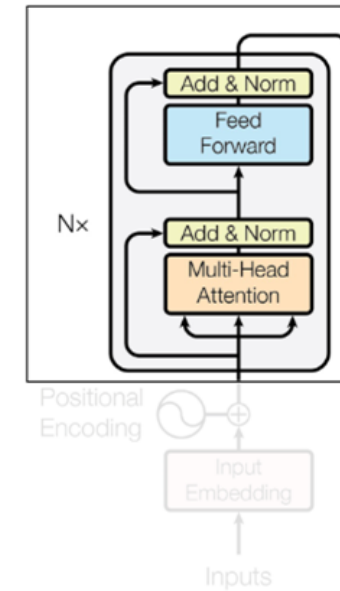 Add & Norm
Feed
Forward
N×
Add & Norm
Multi-Head
Attention
Positional
Encoding
Input
Embedding
Inputs